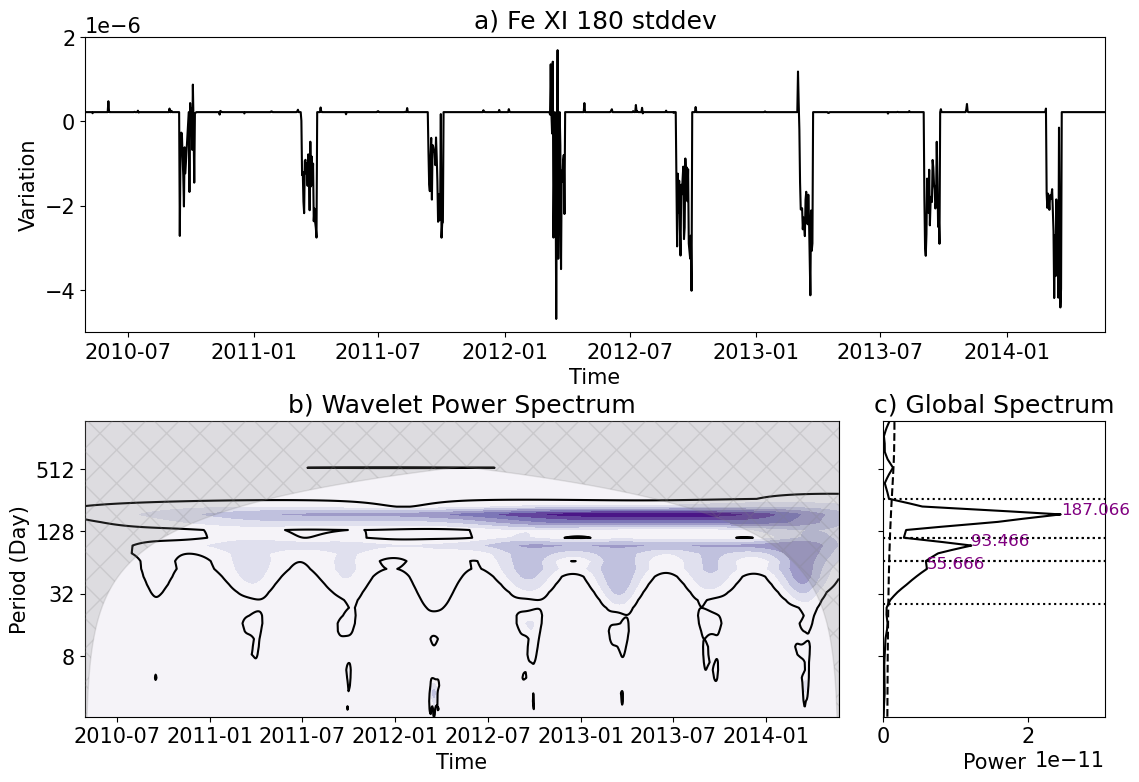 a) Fe XI 180 stddev
1e−6
2
0
−2
−4
Variation
2010-07 2011-01 2011-07 2012-01 2012-07 2013-01 2013-07 2014-01
Time
b) Wavelet Power Spectrum
512
128
32
8
Period (Day)
2010-07 2011-01 2011-07 2012-01 2012-07 2013-01 2013-07 2014-01
Time
c) Global Spectrum
187.066
93.466
55.666
0 2
Power 1e−11